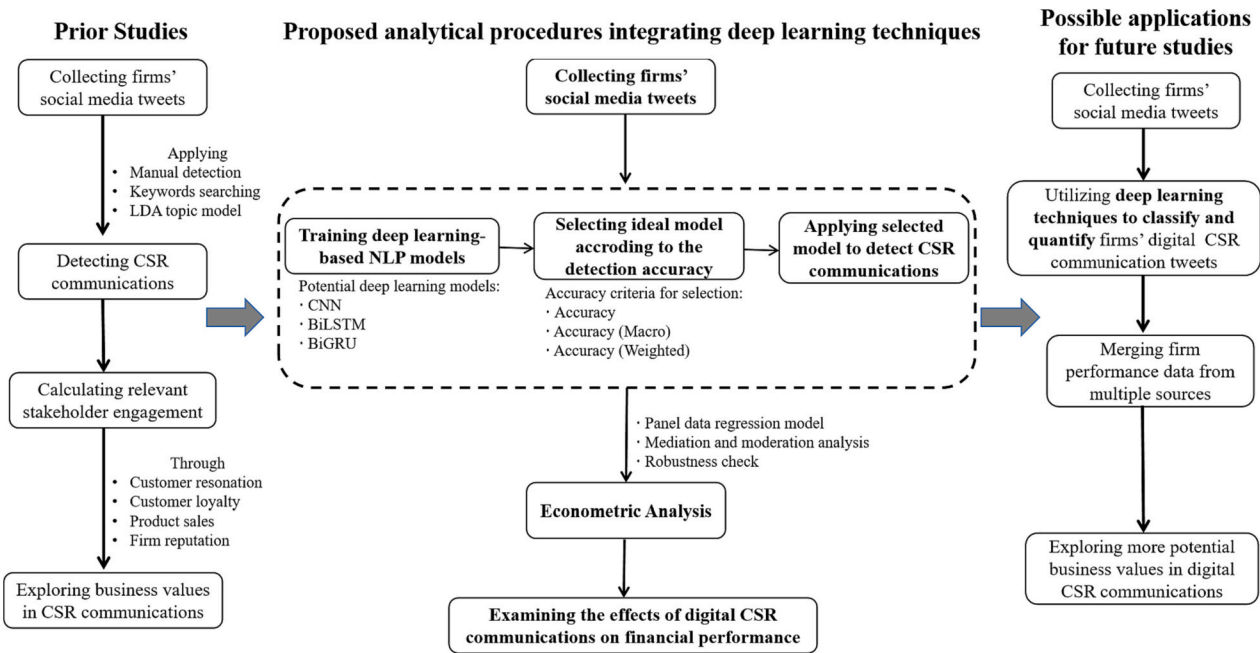 Prior Studies
Collecting firms'
social media tweets
Applying
• Manual detection
• Keywords searching
• LDA topic model
Detecting CSR
communications
Calculating relevant
stakeholder engagement
Through
• Customer resonation
• Customer loyalty
• Product sales
• Firm reputation
Exploring business values
in CSR communications
Proposed analytical procedures integrating deep learning techniques
Collecting firms'
social media tweets
Training deep learning-
based NLP models
Potential deep learning models:
· CNN
· BiLSTM
· BiGRU
Selecting ideal model
accroding to the
detection accuracy
Accuracy criteria for selection:
· Accuracy
· Accuracy (Macro)
· Accuracy (Weighted)
Applying selected
model to detect CSR
communications
· Panel data regression model
· Mediation and moderation analysis
· Robustness check
Econometric Analysis
Examining the effects of digital CSR
communications on financial performance
Possible applications
for future studies
Collecting firms'
social media tweets
Utilizing deep learning
techniques to classify and
quantify firms' digital CSR
communication tweets
Merging firm
performance data from
multiple sources
Exploring more potential
business values in digital
CSR communications